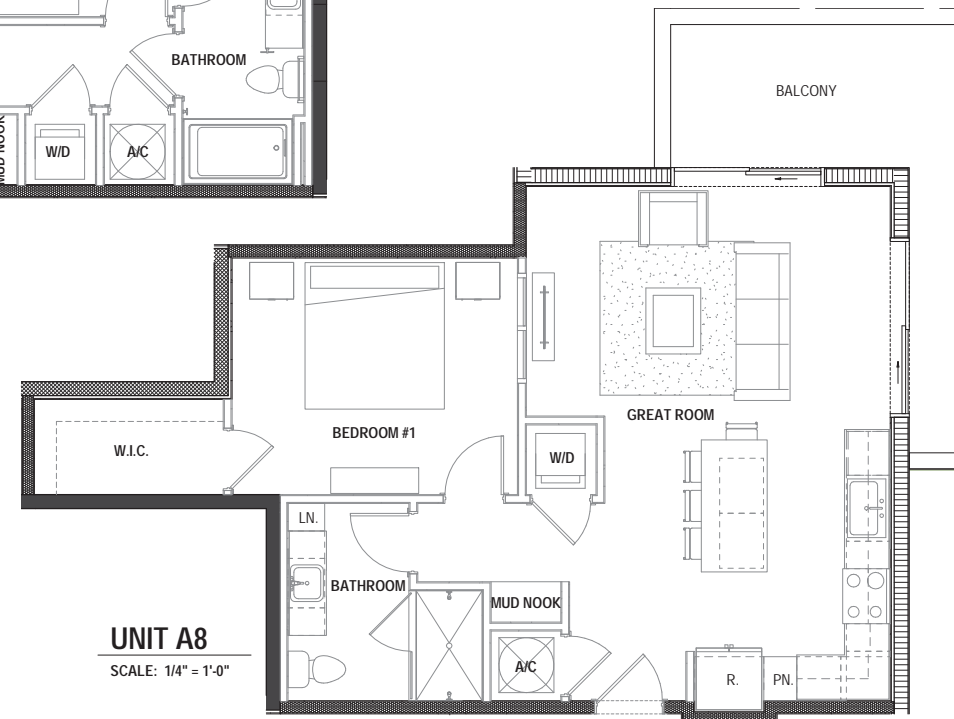 BATHROOM
MUD NOOK
W/D
A/C
BALCONY
GREAT ROOM
BEDROOM #1
W.I.C.
W/D
LN.
BATHROOM
MUD NOOK
A/C
R.
PN.
UNIT A8
SCALE: 1/4" = 1'-0"